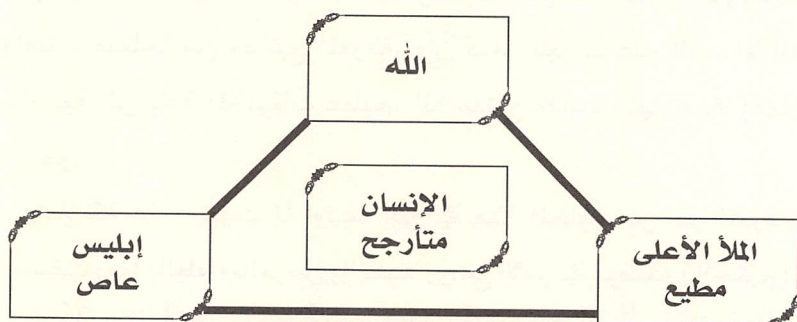 الله
الإنسان
متأرجح
الملأ الأعلى
مطيع
إبليس
عاص